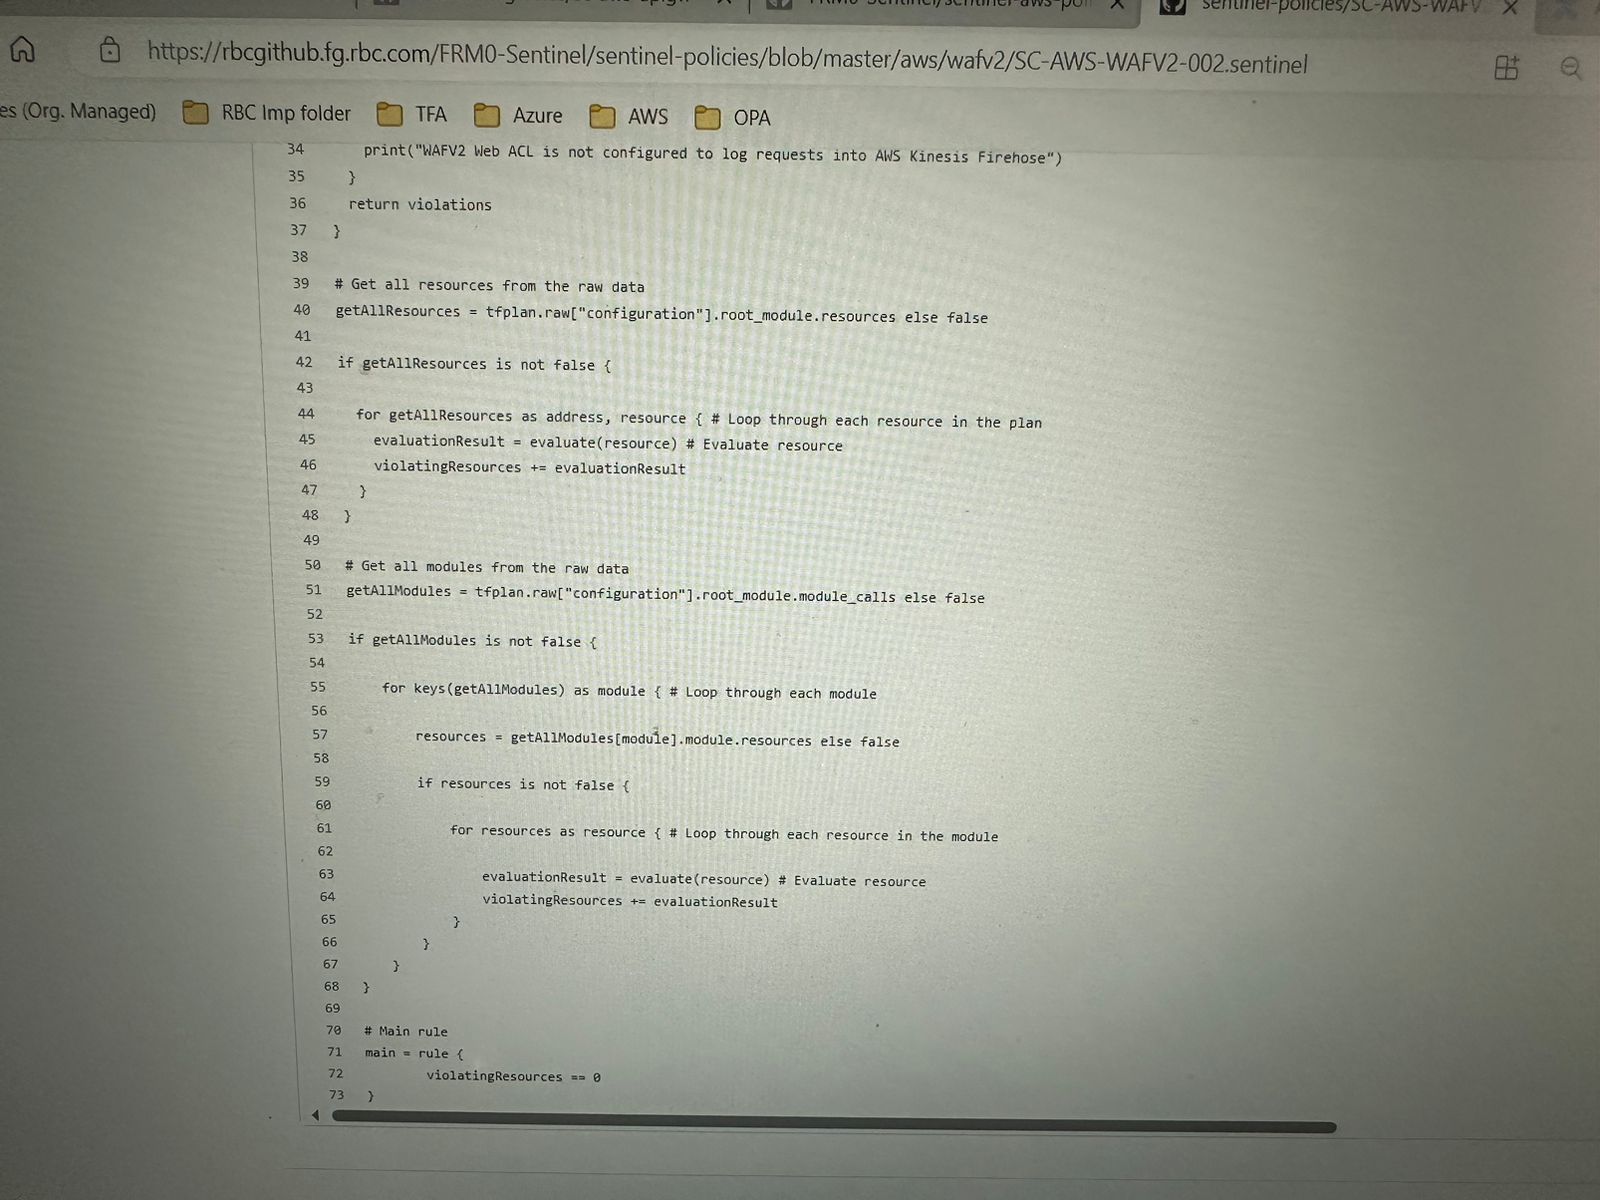 sentinel-policies/SC-AWS-WAFV
https://rbcgithub.fg.rbc.com/FRM0-Sentinel/sentinel-policies/blob/master/aws/wafv2/SC-AWS-WAFV2-002.sentinel
es (Org. Managed) RBC Imp folder TFA Azure AWS OPA
34 print("WAFV2 Web ACL is not configured to log requests into AWS Kinesis Firehose")
35 }
36 return violations
37 }
38
39 # Get all resources from the raw data
40 getAllResources = tfplan.raw["configuration"].root_module.resources else false
41
42 if getAllResources is not false {
43
44 for getAllResources as address, resource { # Loop through each resource in the plan
45 evaluationResult = evaluate(resource) # Evaluate resource
46 violatingResources += evaluationResult
47 }
48 }
49
50 # Get all modules from the raw data
51 getAllModules = tfplan.raw["configuration"].root_module.module_calls else false
52
53 if getAllModules is not false {
54
55 for keys(getAllModules) as module { # Loop through each module
56
57 resources = getAllModules[module].module.resources else false
58
59 if resources is not false {
60
61 for resources as resource { # Loop through each resource in the module
62
63 evaluationResult = evaluate(resource) # Evaluate resource
64 violatingResources += evaluationResult
65 }
66 }
67 }
68 }
69
70 # Main rule
71 main = rule {
72 violatingResources == 0
73 }